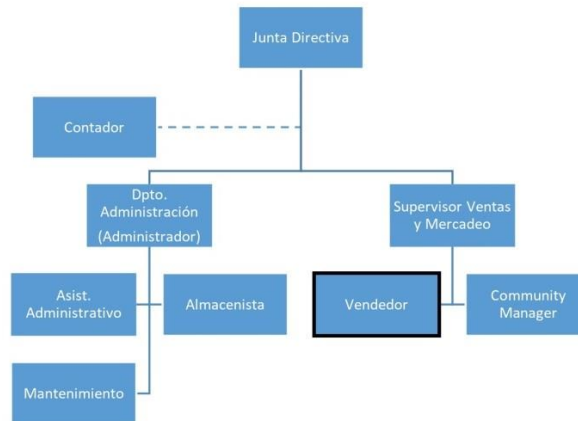 Junta Directiva
Contador
Dpto.
Administración
(Administrador)
Supervisor Ventas
y Mercadeo
Asist.
Administrativo
Almacenista
Vendedor
Community
Manager
Mantenimiento